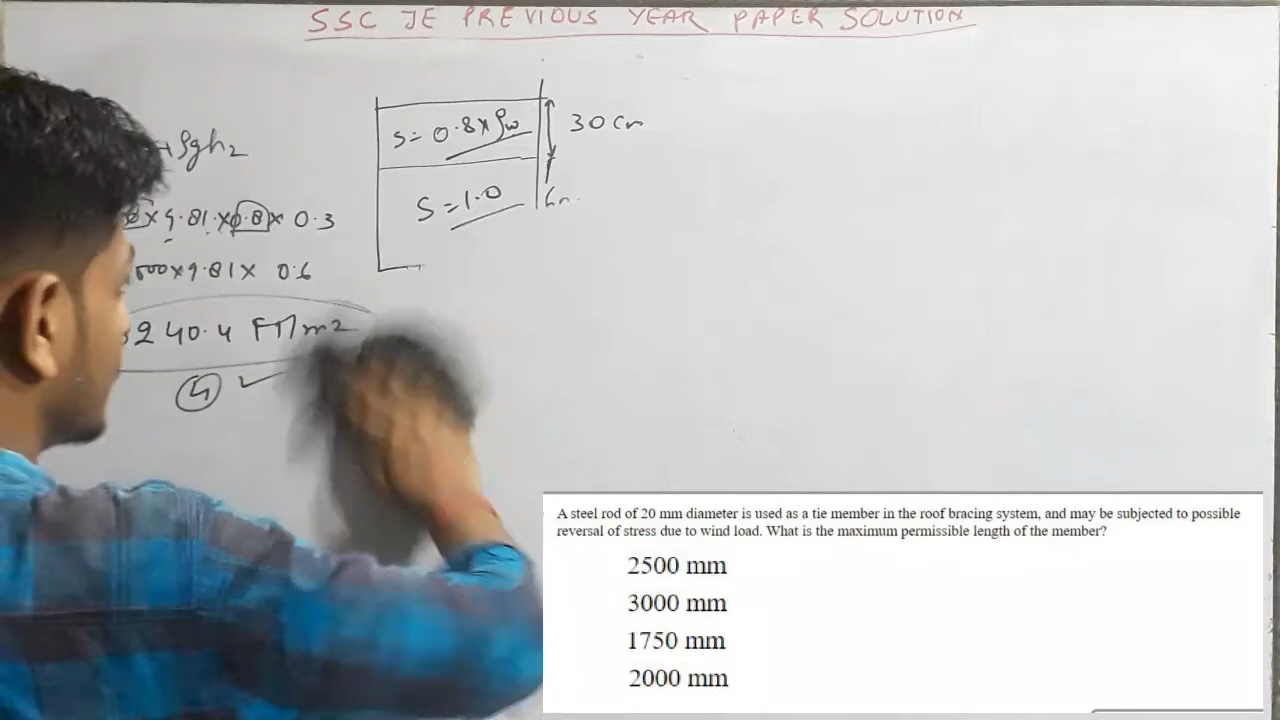 SSC JE PREVIOUS YEAR PAPER SOLUTION
S = 0.8 x ρw
30 cm
+ ρgh2
S = 1.0
x 9.81 x 0.8 x 0.3
000 x 9.81 x 0.6
240.4 /m2
4 ✓
A steel rod of 20 mm diameter is used as a tie member in the roof bracing system, and may be subjected to possible
reversal of stress due to wind load. What is the maximum permissible length of the member?
2500 mm
3000 mm
1750 mm
2000 mm